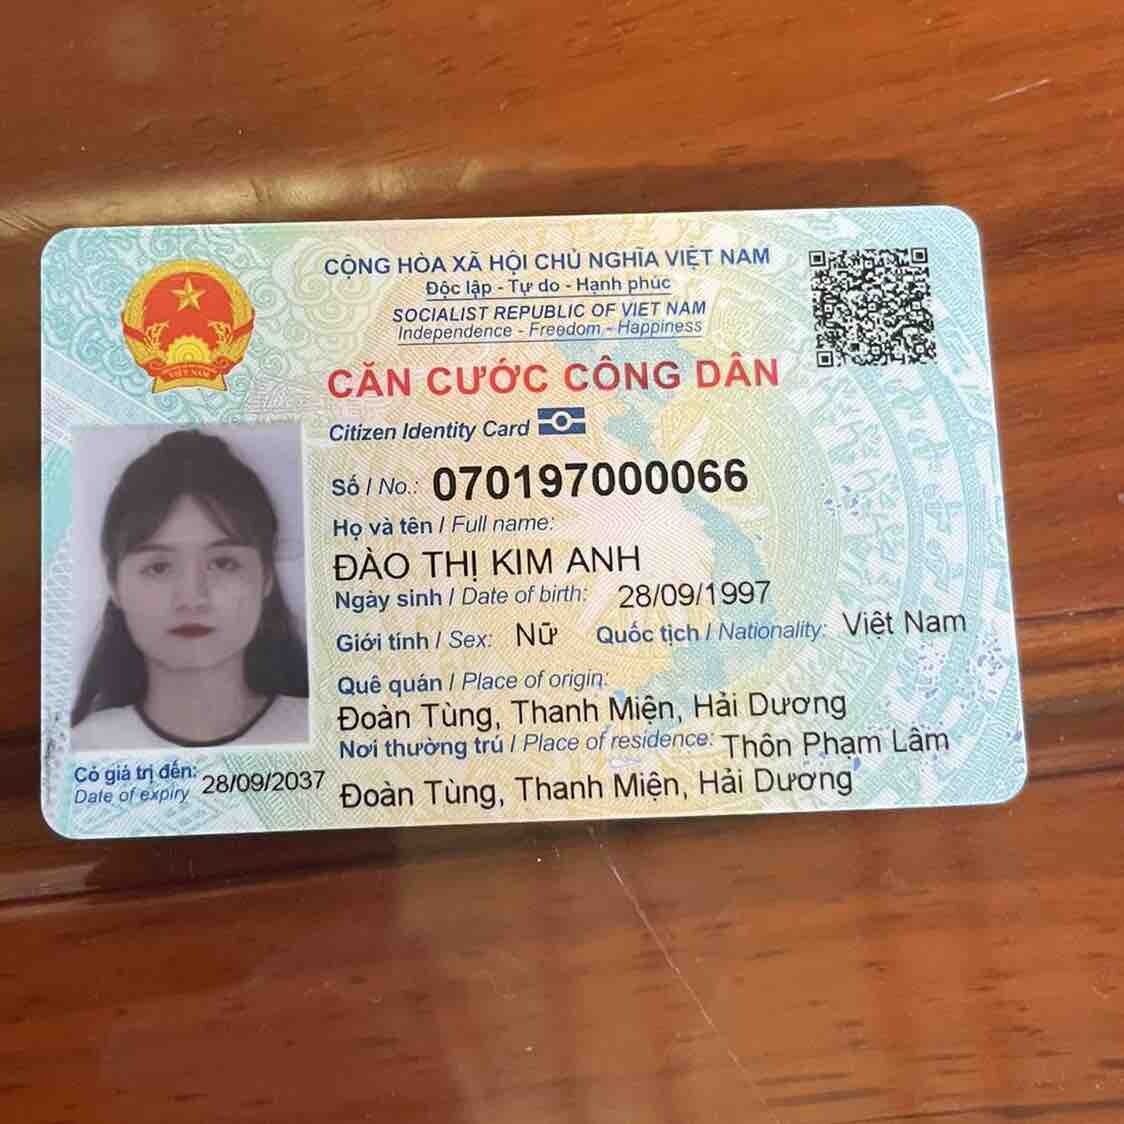 CỘNG HÒA XÃ HỘI CHỦ NGHĨA VIỆT NAM
Độc lập - Tự do - Hạnh phúc
SOCIALIST REPUBLIC OF VIET NAM
Independence - Freedom - Happiness
CĂN CƯỚC CÔNG DÂN
Citizen Identity Card
Số / No.: 070197000066
Họ và tên / Full name:
ĐÀO THỊ KIM ANH
Ngày sinh / Date of birth: 28/09/1997
Giới tính / Sex: Nữ Quốc tịch / Nationality: Việt Nam
Quê quán / Place of origin:
Đoàn Tùng, Thanh Miện, Hải Dương
Nơi thường trú / Place of residence: Thôn Phạm Lâm
Đoàn Tùng, Thanh Miện, Hải Dương
Có giá trị đến: 28/09/2037
Date of expiry
VIỆT NAM